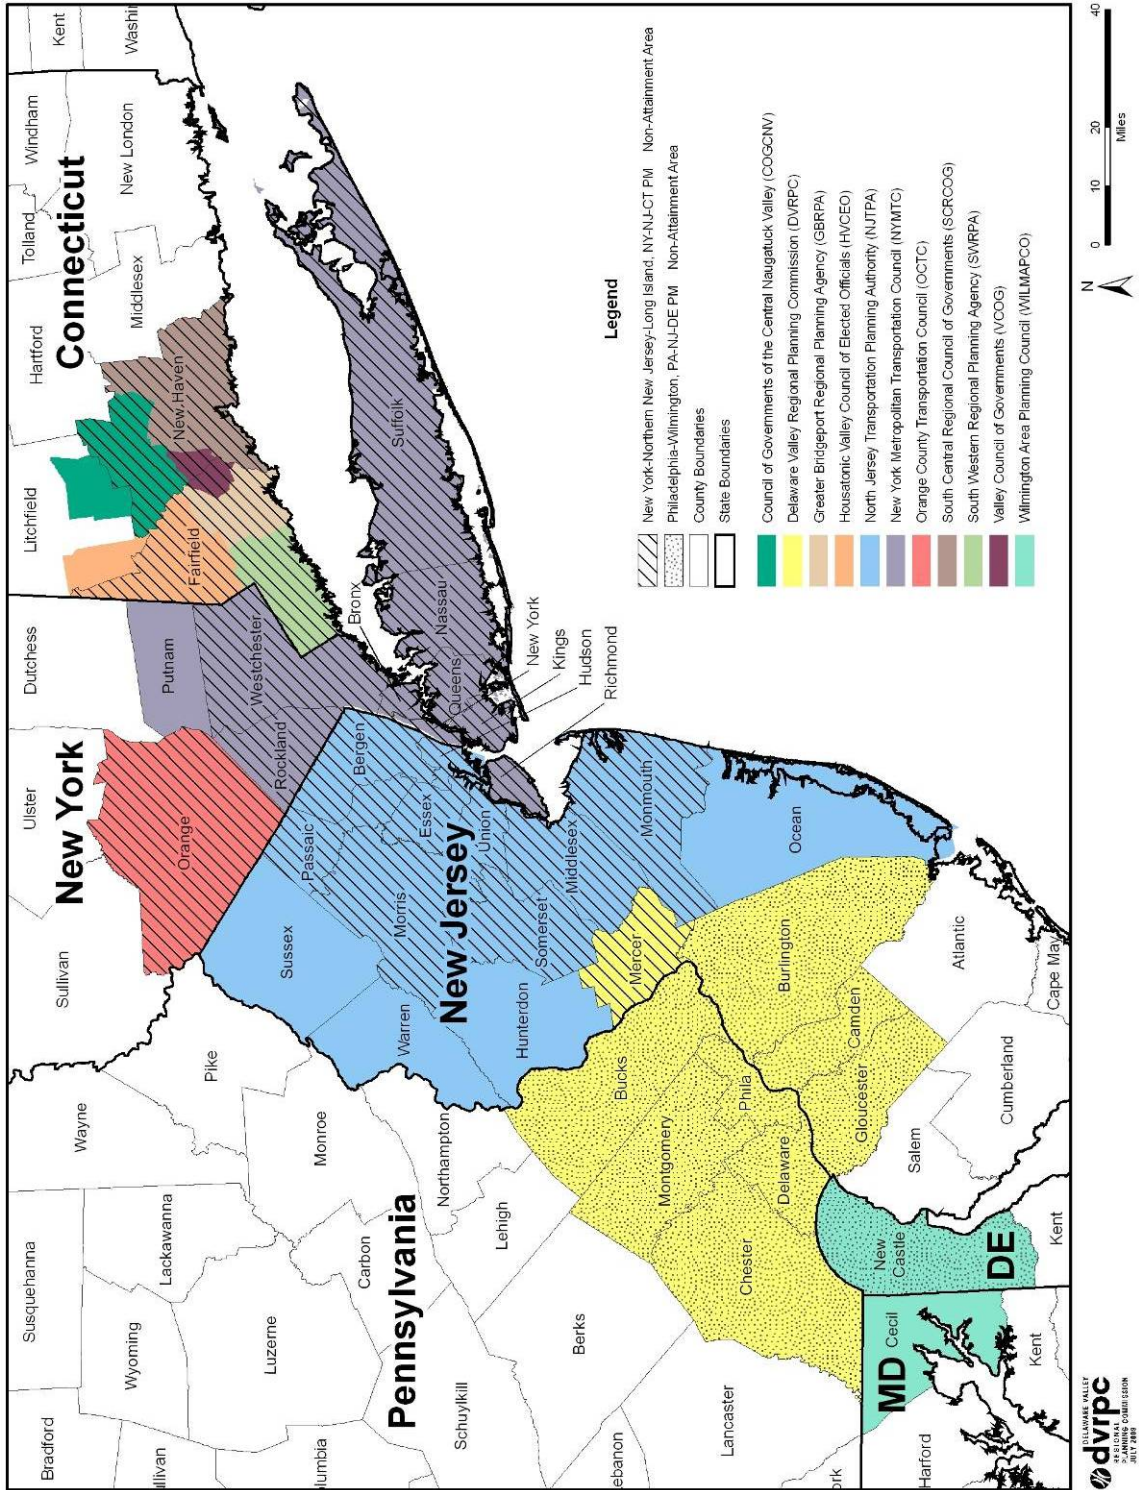 Connecticut
New York
New Jersey
Pennsylvania
MD
DE
Kent
Washin
Windham
New London
Tolland
Middlesex
Hartford
New Haven
Litchfield
Fairfield
Dutchess
Putnam
Westchester
Bronx
Suffolk
Nassau
Queens
New York
Kings
Hudson
Richmond
Ulster
Orange
Rockland
Sullivan
Bergen
Passaic
Essex
Union
Morris
Sussex
Somerset
Middlesex
Monmouth
Ocean
Warren
Hunterdon
Mercer
Burlington
Atlantic
Cape May
Camden
Gloucester
Cumberland
Salem
Pike
Wayne
Monroe
Northampton
Bucks
Phila
Montgomery
Delaware
Chester
Lehigh
Carbon
Lackawanna
Susquehanna
Wyoming
Luzerne
Berks
Schuylkill
Bradford
llivan
lumbia
ebanon
Lancaster
ork
Harford
Cecil
New
Castle
Kent
Kent
Legend
New York-Northern New Jersey-Long Island, NY-NJ-CT PM Non-Attainment Area
Philadelphia-Wilmington, PA-NJ-DE PM Non-Attainment Area
County Boundaries
State Boundaries
Council of Governments of the Central Naugatuck Valley (COGCNV)
Delaware Valley Regional Planning Commission (DVRPC)
Greater Bridgeport Regional Planning Agency (GBRPA)
Housatonic Valley Council of Elected Officials (HVCEO)
North Jersey Transportation Planning Authority (NJTPA)
New York Metropolitan Transportation Council (NYMTC)
Orange County Transportation Council (OCTC)
South Central Regional Council of Governments (SCRCOG)
South Western Regional Planning Agency (SWRPA)
Valley Council of Governments (VCOG)
Wilmington Area Planning Council (WILMAPCO)
N
0 10 20 40
Miles
dvrpc
DELAWARE VALLEY
REGIONAL
PLANNING COMMISSION